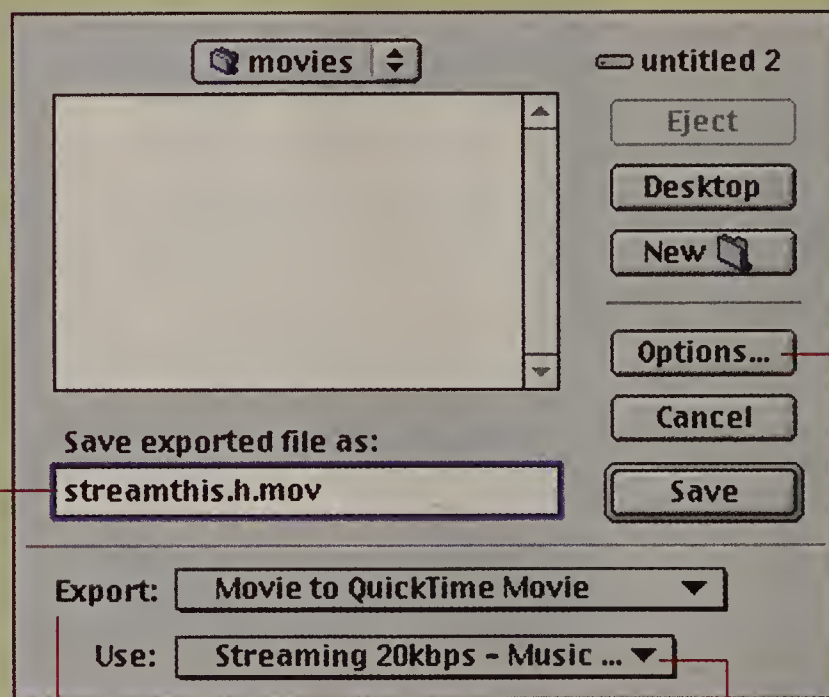 movies
untitled 2
Eject
Desktop
New
Options...
Cancel
Save exported file as:
streamthis.h.mov
Save
Export: Movie to QuickTime Movie
Use: Streaming 20kbps - Music ...